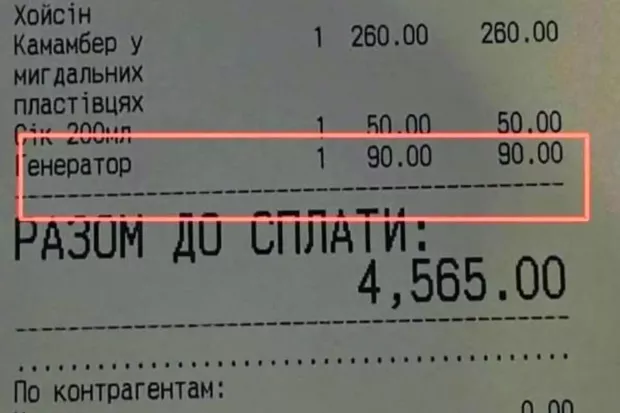 Хойсін
Камамбер у 1 260.00 260.00
мигдальних
пластівцях
Сік 200мл 1 50.00 50.00
Генератор 1 90.00 90.00
РАЗОМ ДО СПЛАТИ:
4,565.00
По контрагентам:
0.00